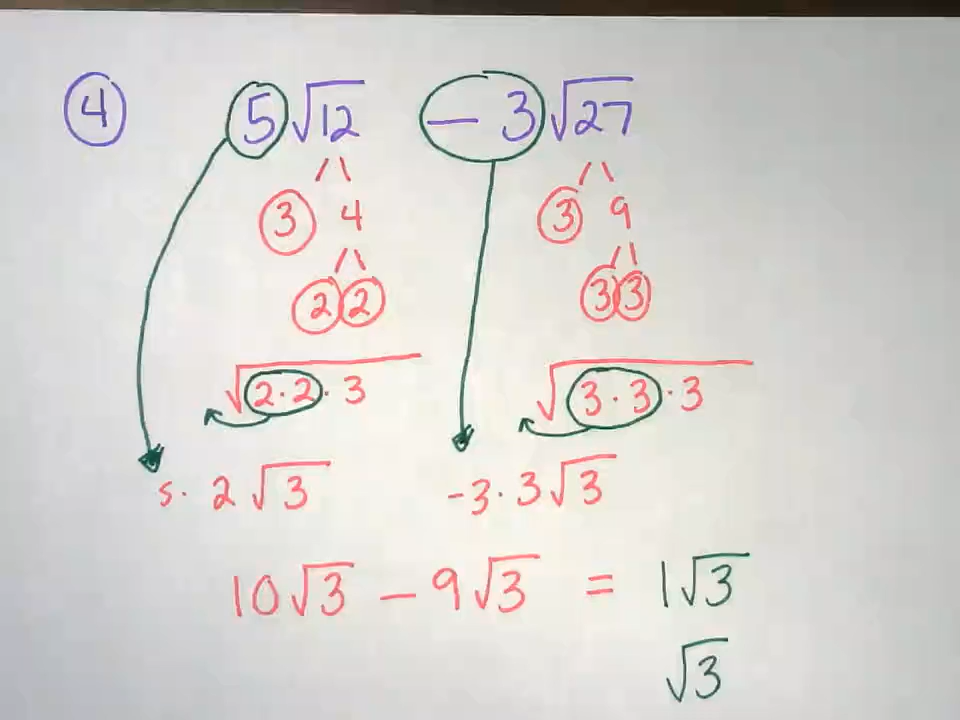 ④ 5√12 – 3√27
3 4 3 9
2 2 3 3
√2·2·3 √3·3·3
5· 2√3 -3·3√3
10√3 – 9√3 = 1√3
√3